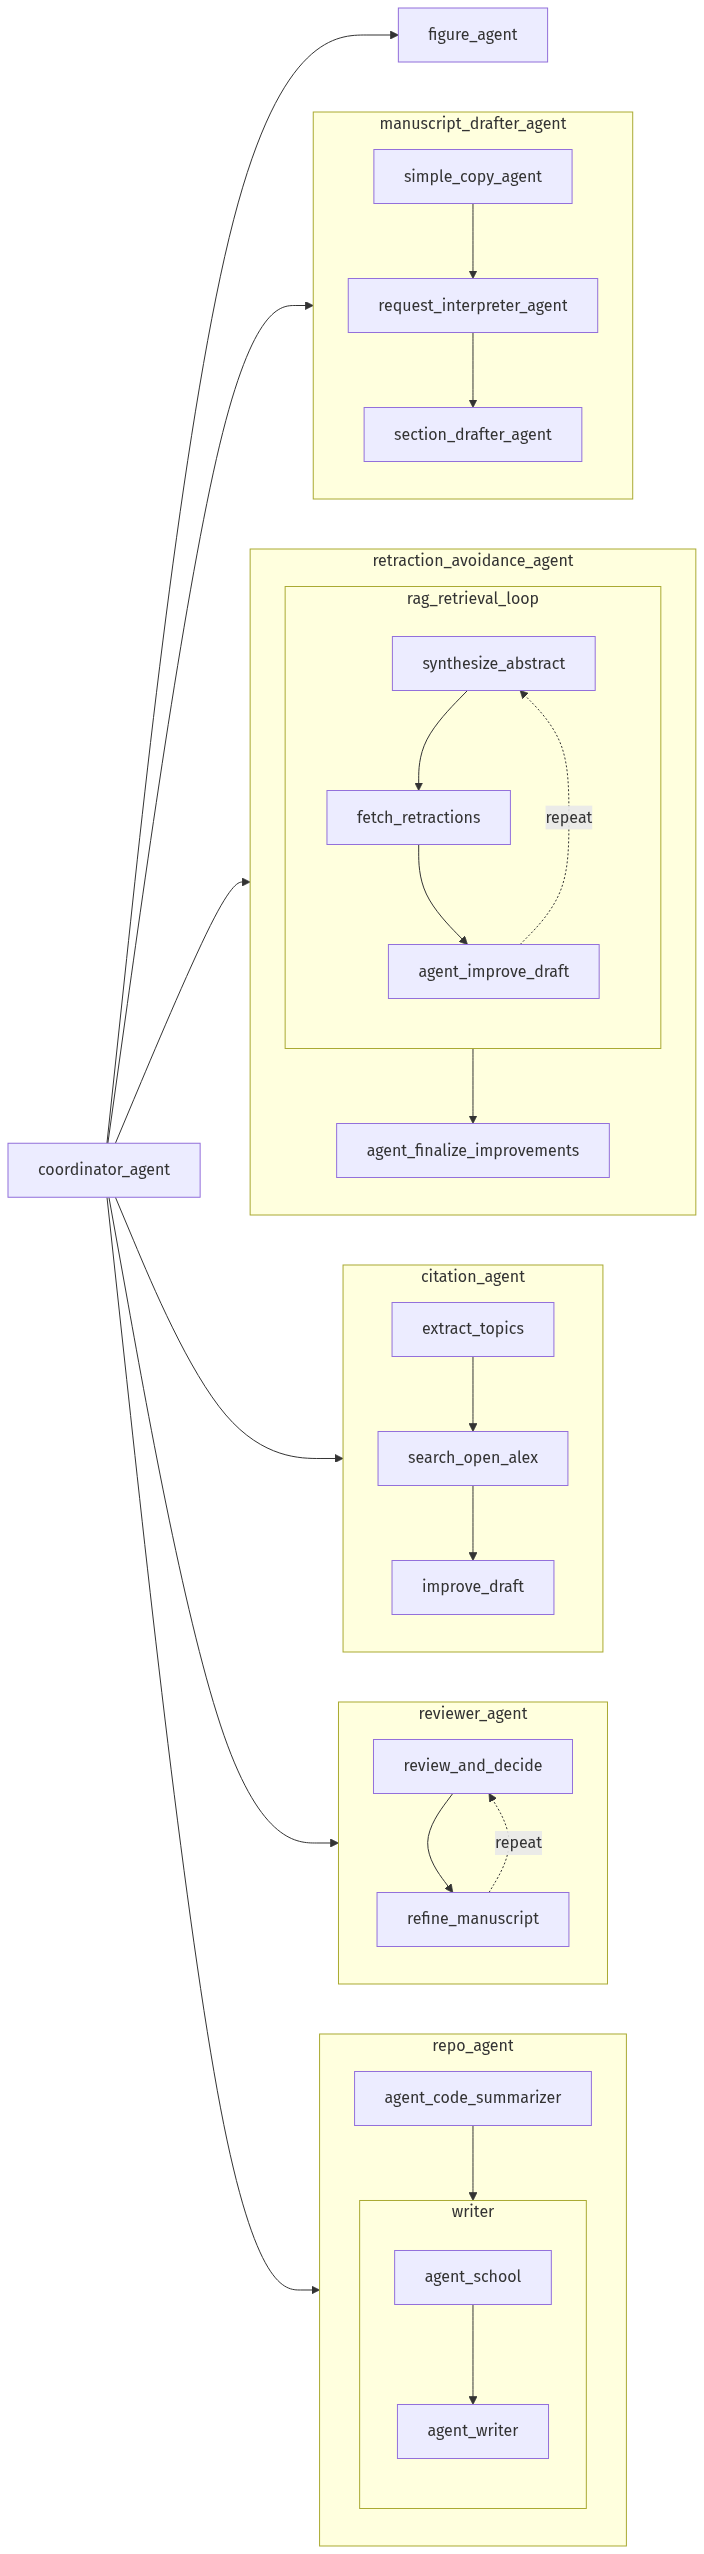 figure_agent
manuscript_drafter_agent
simple_copy_agent
request_interpreter_agent
section_drafter_agent
retraction_avoidance_agent
rag_retrieval_loop
synthesize_abstract
fetch_retractions
repeat
agent_improve_draft
agent_finalize_improvements
coordinator_agent
citation_agent
extract_topics
search_open_alex
improve_draft
reviewer_agent
review_and_decide
repeat
refine_manuscript
repo_agent
agent_code_summarizer
writer
agent_school
agent_writer